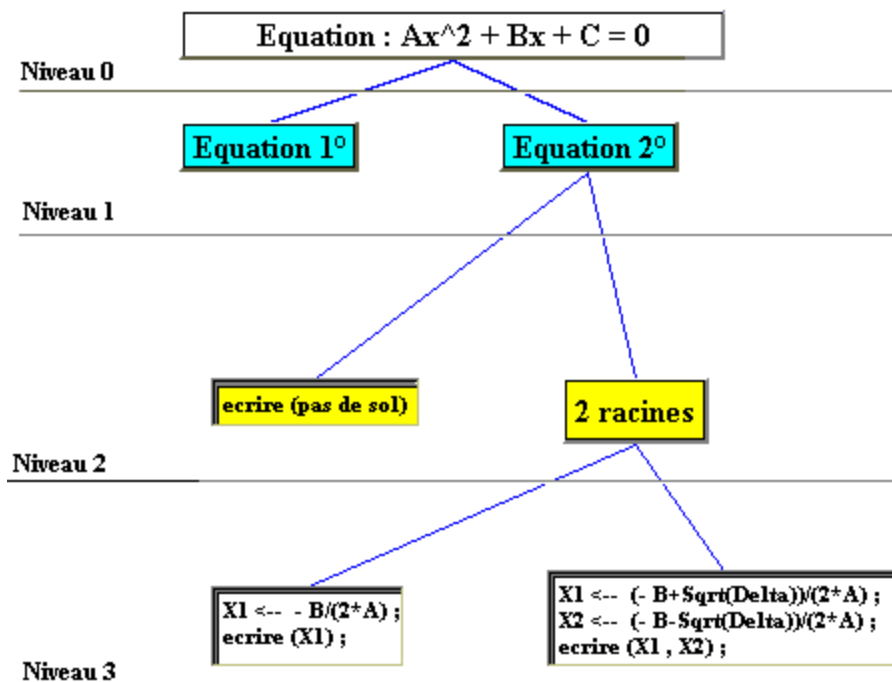 Equation : Ax^2 + Bx + C = 0
Niveau 0
Equation 1°
Equation 2°
Niveau 1
ecrire (pas de sol)
2 racines
Niveau 2
X1 <-- - B/(2*A) ;
ecrire (X1) ;
X1 <-- (- B+Sqrt(Delta))/(2*A) ;
X2 <-- (- B-Sqrt(Delta))/(2*A) ;
ecrire (X1 , X2) ;
Niveau 3